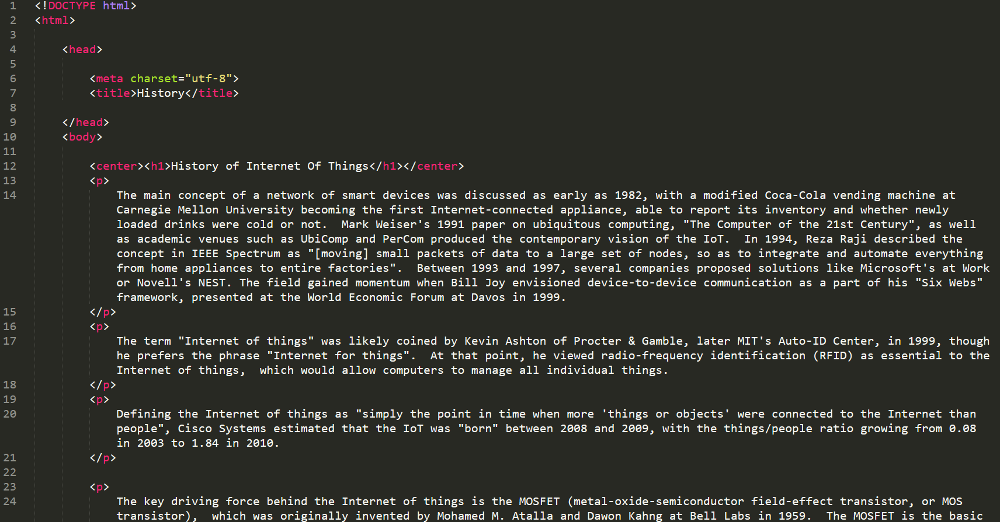 1 <!DOCTYPE html>
2 <html>
3
4 <head>
5
6 <meta charset="utf-8">
7 <title>History</title>
8
9 </head>
10 <body>
11
12 <center><h1>History of Internet Of Things</h1></center>
13 <p>
14 The main concept of a network of smart devices was discussed as early as 1982, with a modified Coca-Cola vending machine at
Carnegie Mellon University becoming the first Internet-connected appliance, able to report its inventory and whether newly
loaded drinks were cold or not.  Mark Weiser's 1991 paper on ubiquitous computing, "The Computer of the 21st Century", as well
as academic venues such as UbiComp and PerCom produced the contemporary vision of the IoT.  In 1994, Reza Raji described the
concept in IEEE Spectrum as "[moving] small packets of data to a large set of nodes, so as to integrate and automate everything
from home appliances to entire factories".  Between 1993 and 1997, several companies proposed solutions like Microsoft's at Work
or Novell's NEST. The field gained momentum when Bill Joy envisioned device-to-device communication as a part of his "Six Webs"
framework, presented at the World Economic Forum at Davos in 1999.
15 </p>
16 <p>
17 The term "Internet of things" was likely coined by Kevin Ashton of Procter & Gamble, later MIT's Auto-ID Center, in 1999, though
he prefers the phrase "Internet for things".  At that point, he viewed radio-frequency identification (RFID) as essential to the
Internet of things,  which would allow computers to manage all individual things.
18 </p>
19 <p>
20 Defining the Internet of things as "simply the point in time when more 'things or objects' were connected to the Internet than
people", Cisco Systems estimated that the IoT was "born" between 2008 and 2009, with the things/people ratio growing from 0.08
in 2003 to 1.84 in 2010.
21 </p>
22
23 <p>
24 The key driving force behind the Internet of things is the MOSFET (metal-oxide-semiconductor field-effect transistor, or MOS
transistor),  which was originally invented by Mohamed M. Atalla and Dawon Kahng at Bell Labs in 1959.  The MOSFET is the basic